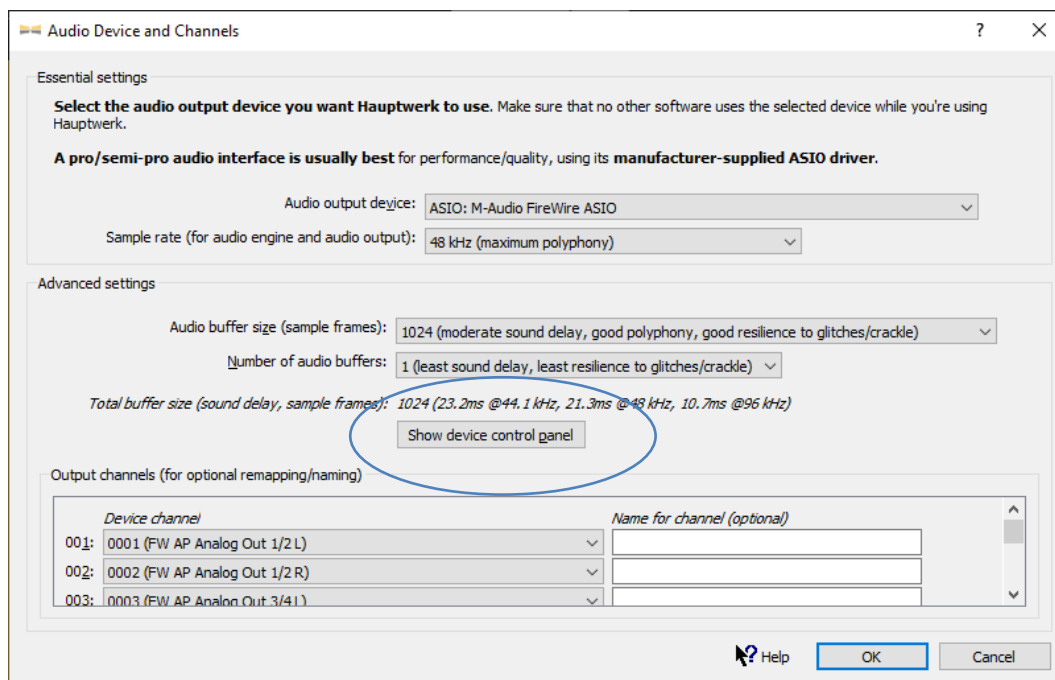 Audio Device and Channels
?
Essential settings
Select the audio output device you want Hauptwerk to use. Make sure that no other software uses the selected device while you're using
Hauptwerk.
A pro/semi-pro audio interface is usually best for performance/quality, using its manufacturer-supplied ASIO driver.
Audio output device: ASIO: M-Audio FireWire ASIO
Sample rate (for audio engine and audio output): 48 kHz (maximum polyphony)
Advanced settings
Audio buffer size (sample frames): 1024 (moderate sound delay, good polyphony, good resilience to glitches/crackle)
Number of audio buffers: 1 (least sound delay, least resilience to glitches/crackle)
Total buffer size (sound delay, sample frames): 1024 (23.2ms @44.1 kHz, 21.3ms @48 kHz, 10.7ms @96 kHz)
Show device control panel
Output channels (for optional remapping/naming)
Device channel Name for channel (optional)
001: 0001 (FW AP Analog Out 1/2 L)
002: 0002 (FW AP Analog Out 1/2 R)
003: 0003 (FW AP Analog Out 3/4 L)
Help OK Cancel